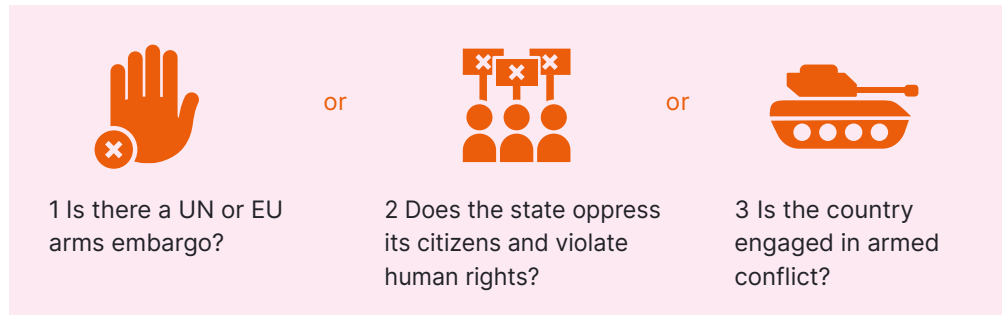 or
or
1 Is there a UN or EU
arms embargo?
2 Does the state oppress
its citizens and violate
human rights?
3 Is the country
engaged in armed
conflict?